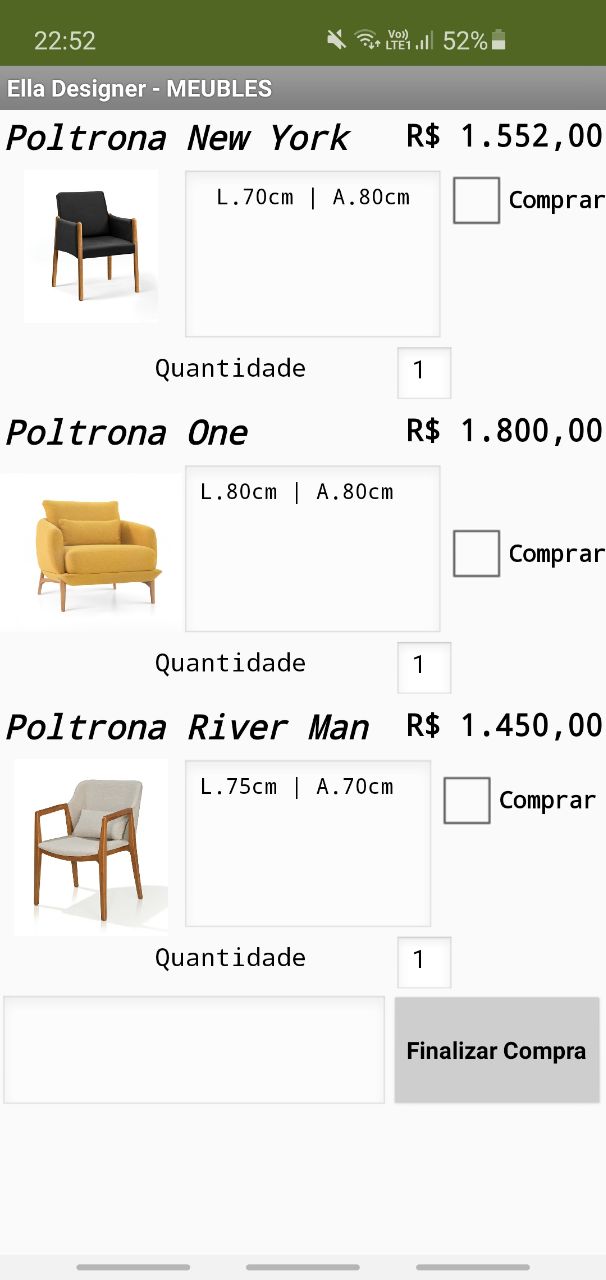 22:52 Vo)) LTE1 52%
Ella Designer - MEUBLES
Poltrona New York R$ 1.552,00
L.70cm | A.80cm
Comprar
Quantidade 1
Poltrona One R$ 1.800,00
L.80cm | A.80cm
Comprar
Quantidade 1
Poltrona River Man R$ 1.450,00
L.75cm | A.70cm
Comprar
Quantidade 1
Finalizar Compra